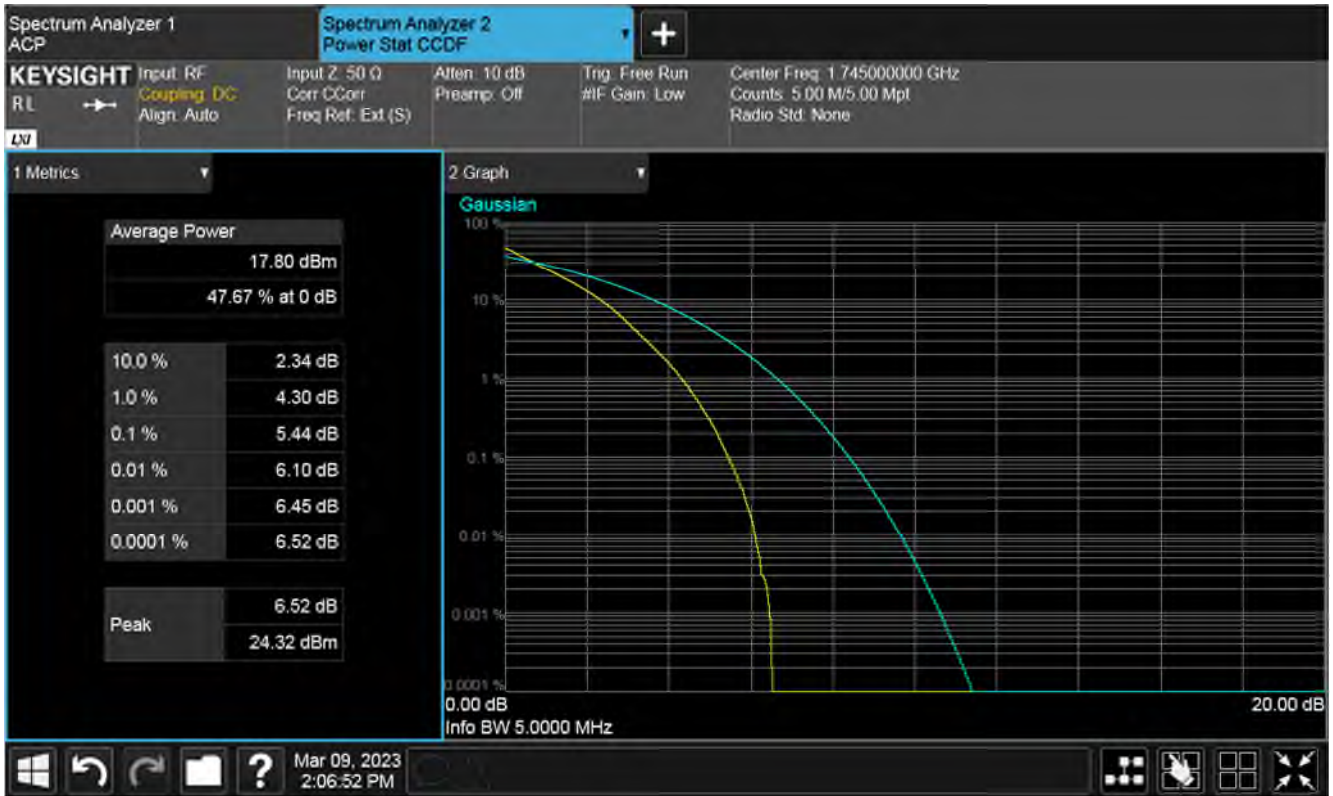 Spectrum Analyzer 1
ACP
Spectrum Analyzer 2
Power Stat CCDF
+
KEYSIGHT
RL
LXI
Input: RF
Coupling: DC
Align: Auto
Input Z: 50 Ω
Corr CCorr
Freq Ref: Ext (S)
Atten: 10 dB
Preamp: Off
Trig: Free Run
#IF Gain: Low
Center Freq: 1.745000000 GHz
Counts: 5.00 M/5.00 Mpt
Radio Std: None
1 Metrics
Average Power
17.80 dBm
47.67 % at 0 dB
10.0 % 2.34 dB
1.0 % 4.30 dB
0.1 % 5.44 dB
0.01 % 6.10 dB
0.001 % 6.45 dB
0.0001 % 6.52 dB
Peak
6.52 dB
24.32 dBm
2 Graph
Gaussian
100 %
10 %
1 %
0.1 %
0.01 %
0.001 %
0.0001 %
0.00 dB
20.00 dB
Info BW 5.0000 MHz
?
Mar 09, 2023
2:06:52 PM